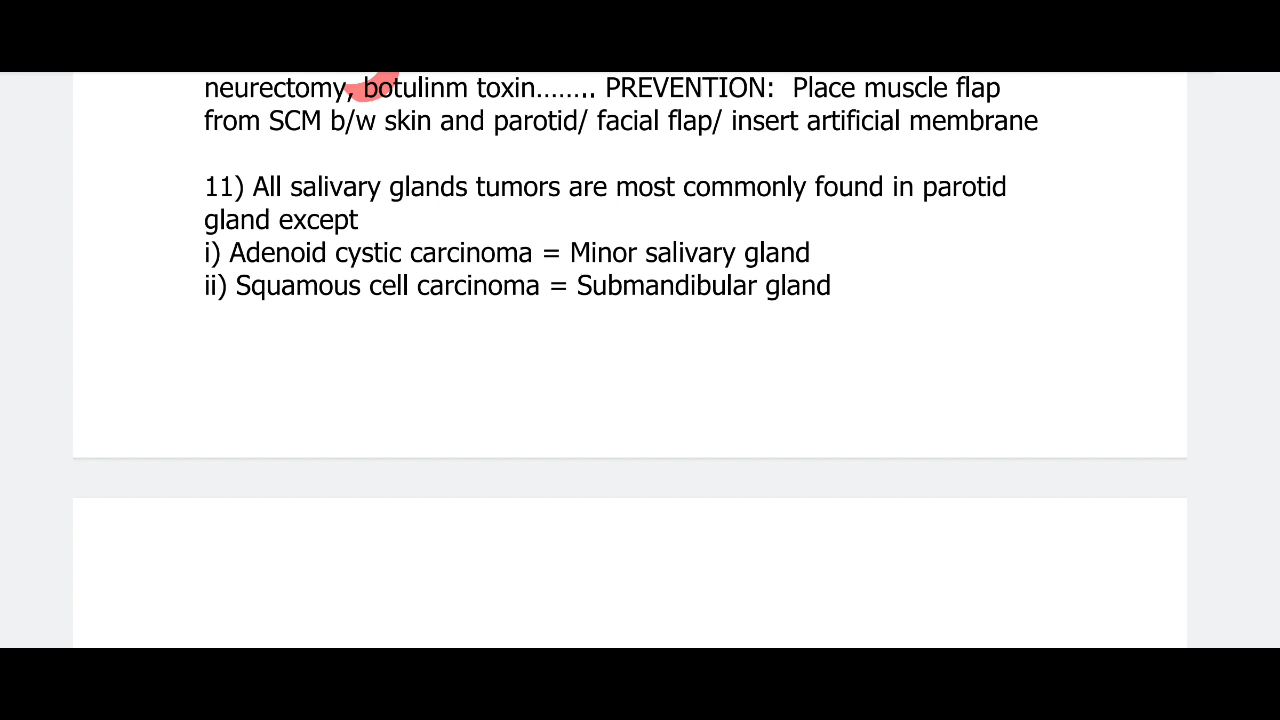 neurectomy, botulinm toxin…….. PREVENTION:  Place muscle flap
from SCM b/w skin and parotid/ facial flap/ insert artificial membrane
11) All salivary glands tumors are most commonly found in parotid
gland except
i) Adenoid cystic carcinoma = Minor salivary gland
ii) Squamous cell carcinoma = Submandibular gland